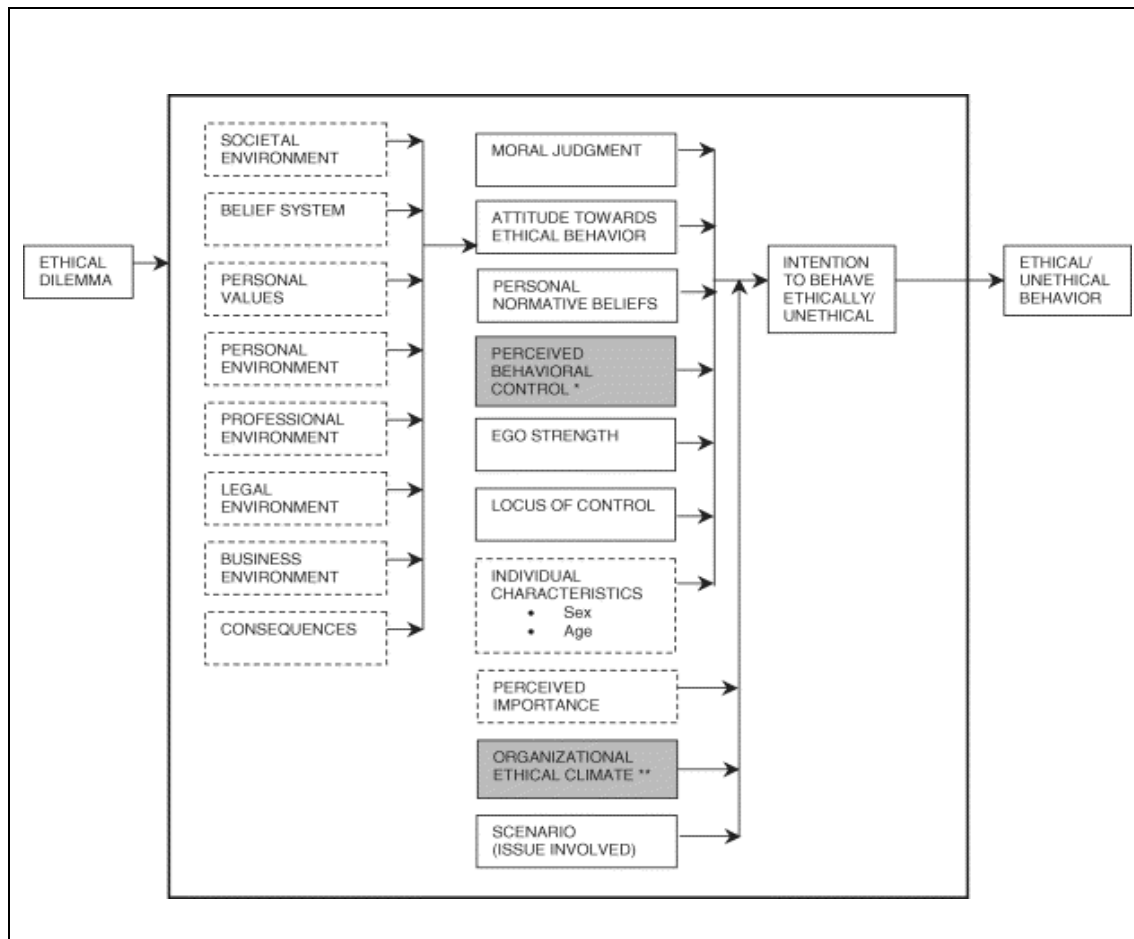 ETHICAL
DILEMMA
SOCIETAL
ENVIRONMENT
BELIEF SYSTEM
PERSONAL
VALUES
PERSONAL
ENVIRONMENT
PROFESSIONAL
ENVIRONMENT
LEGAL
ENVIRONMENT
BUSINESS
ENVIRONMENT
CONSEQUENCES
MORAL JUDGMENT
ATTITUDE TOWARDS
ETHICAL BEHAVIOR
PERSONAL
NORMATIVE BELIEFS
PERCEIVED
BEHAVIORAL
CONTROL *
EGO STRENGTH
LOCUS OF CONTROL
INDIVIDUAL
CHARACTERISTICS
• Sex
• Age
PERCEIVED
IMPORTANCE
ORGANIZATIONAL
ETHICAL CLIMATE **
SCENARIO
(ISSUE INVOLVED)
INTENTION
TO BEHAVE
ETHICALLY/
UNETHICAL
ETHICAL/
UNETHICAL
BEHAVIOR